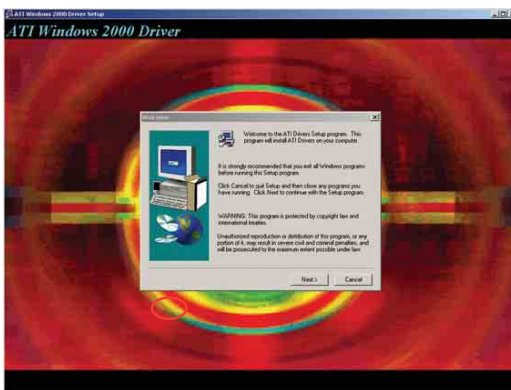 ATI Windows 2000 Driver Setup
ATI Windows 2000 Driver
Welcome
Welcome to the ATI Drivers Setup program. This
program will install ATI Drivers on your computer.
It is strongly recommended that you exit all Windows programs
before running this Setup program.
Click Cancel to quit Setup and then close any programs you
have running. Click Next to continue with the Setup program.
WARNING: This program is protected by copyright law and
international treaties.
Unauthorized reproduction or distribution of this program, or any
portion of it, may result in severe civil and criminal penalties, and
will be prosecuted to the maximum extent possible under law.
Next >
Cancel